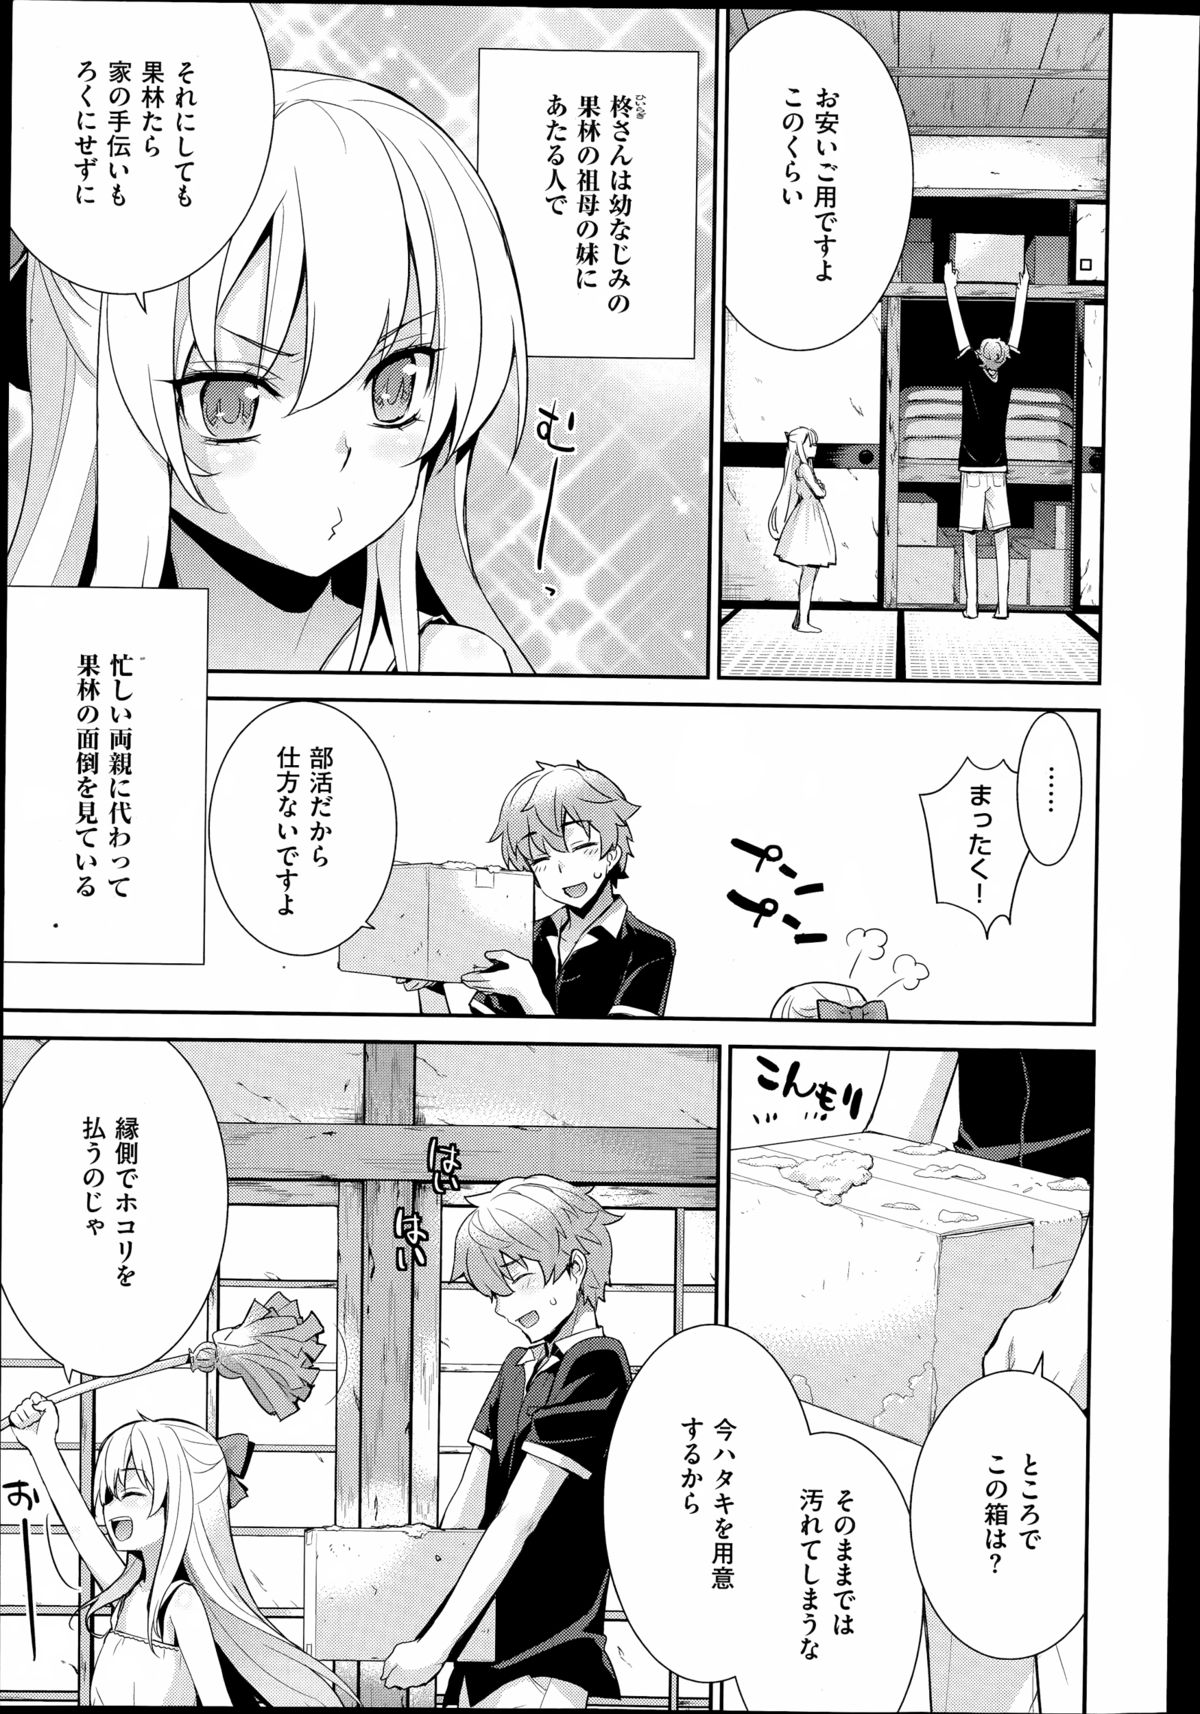 お安いご用ですよ
このくらい
柊さんは幼なじみの
ひいらぎ
果林の祖母の妹に
あたる人で
それにしても
果林たら
家の手伝いも
ろくにせずに
むーっ
忙しい両親に代わって
果林の面倒を見ている
……
まったく!
プンプン
部活だから
仕方ないですよ
こんもり
ところで
この箱は?
そのままでは
汚れてしまうな
今ハタキを用意
するから
はいはい
縁側でホコリを
払うのじゃ
おー